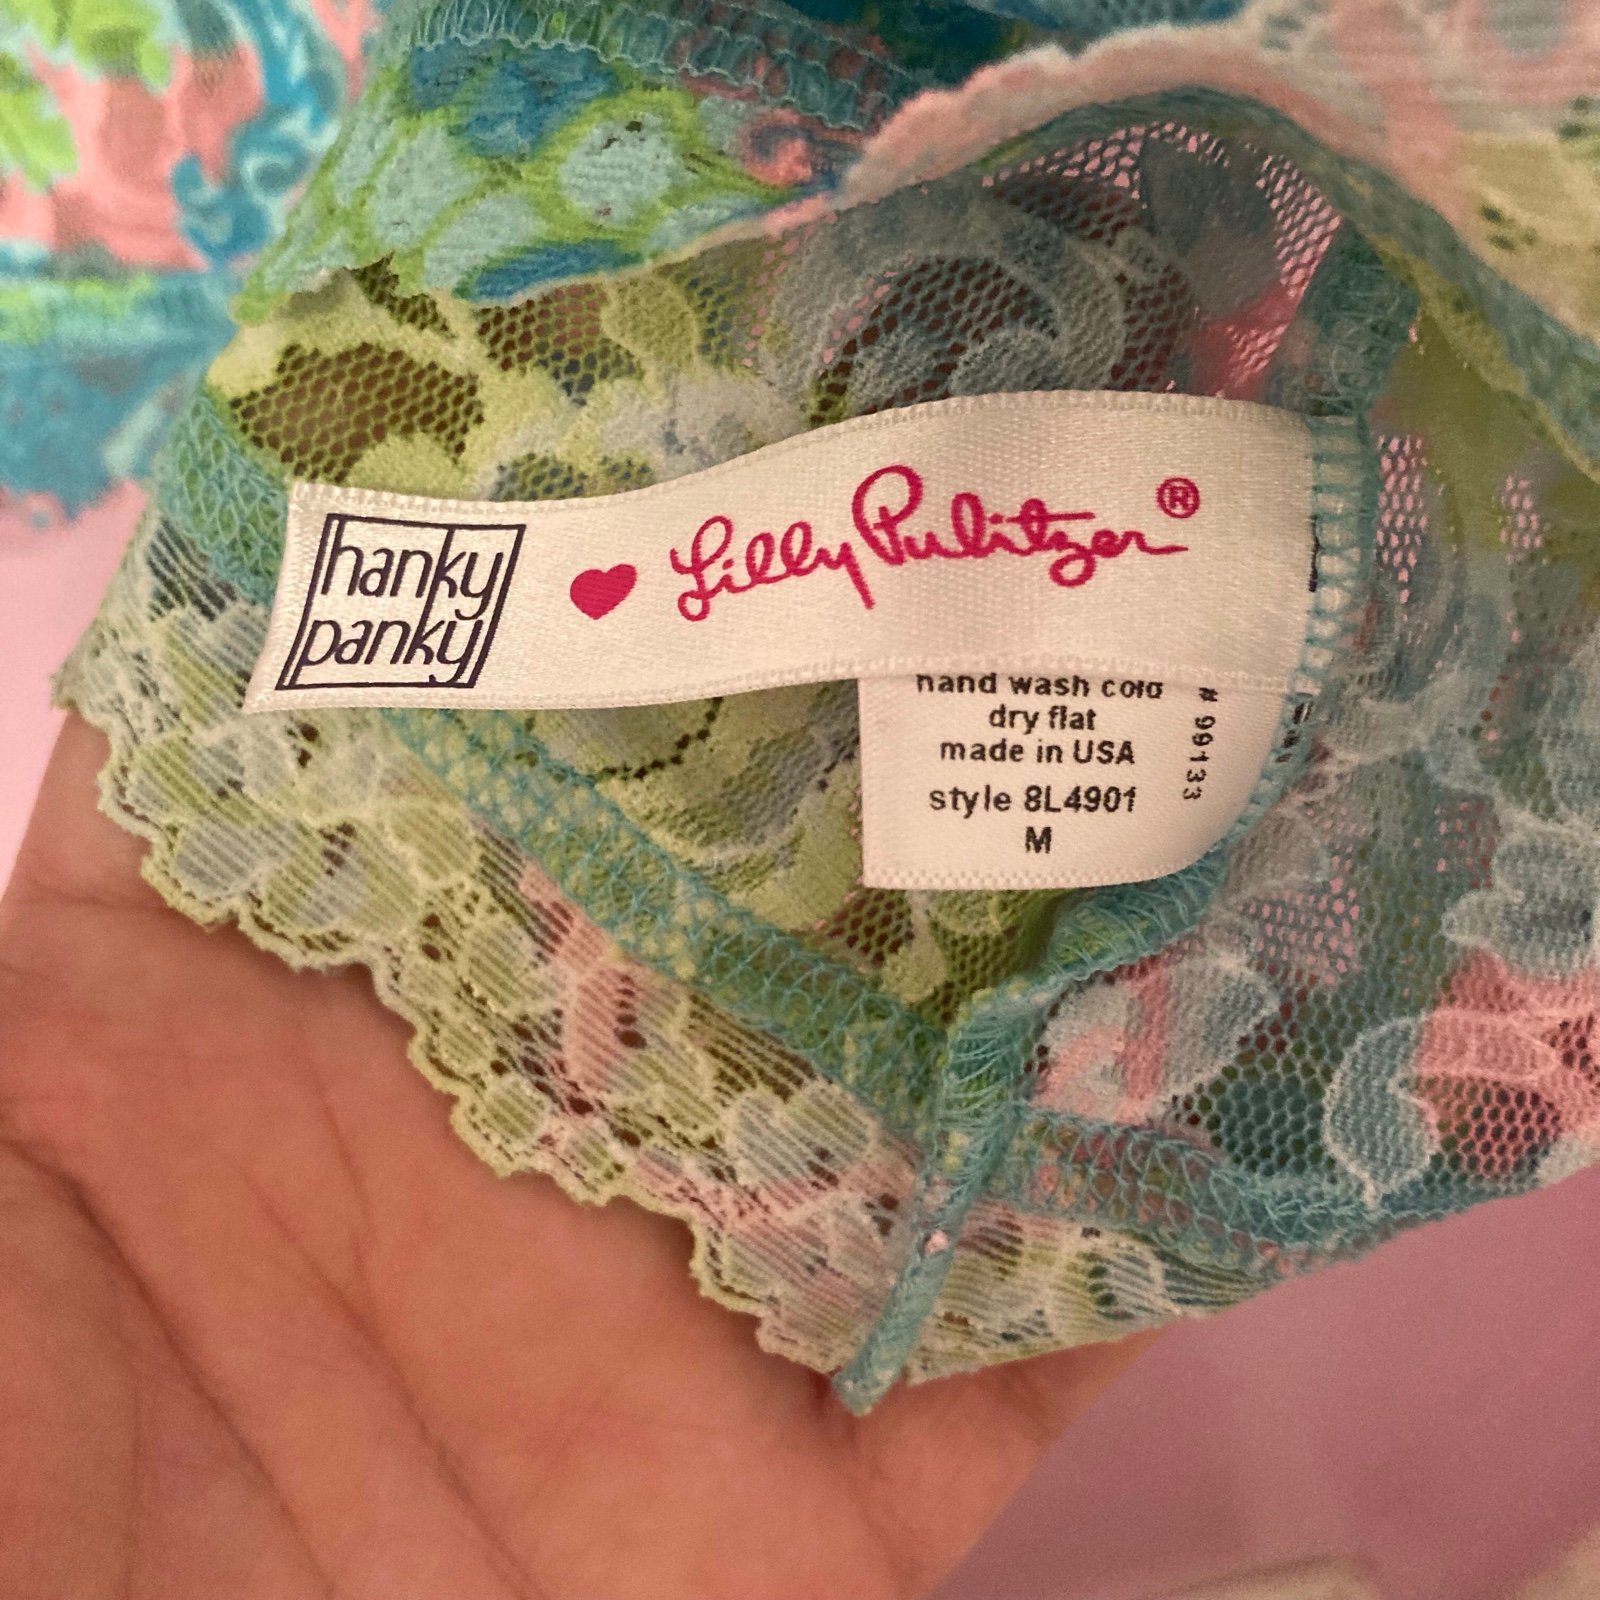 hanky
panky
♥ Lilly Pulitzer®
hand wash cold
dry flat
made in USA
style 8L4901
M
# 99133